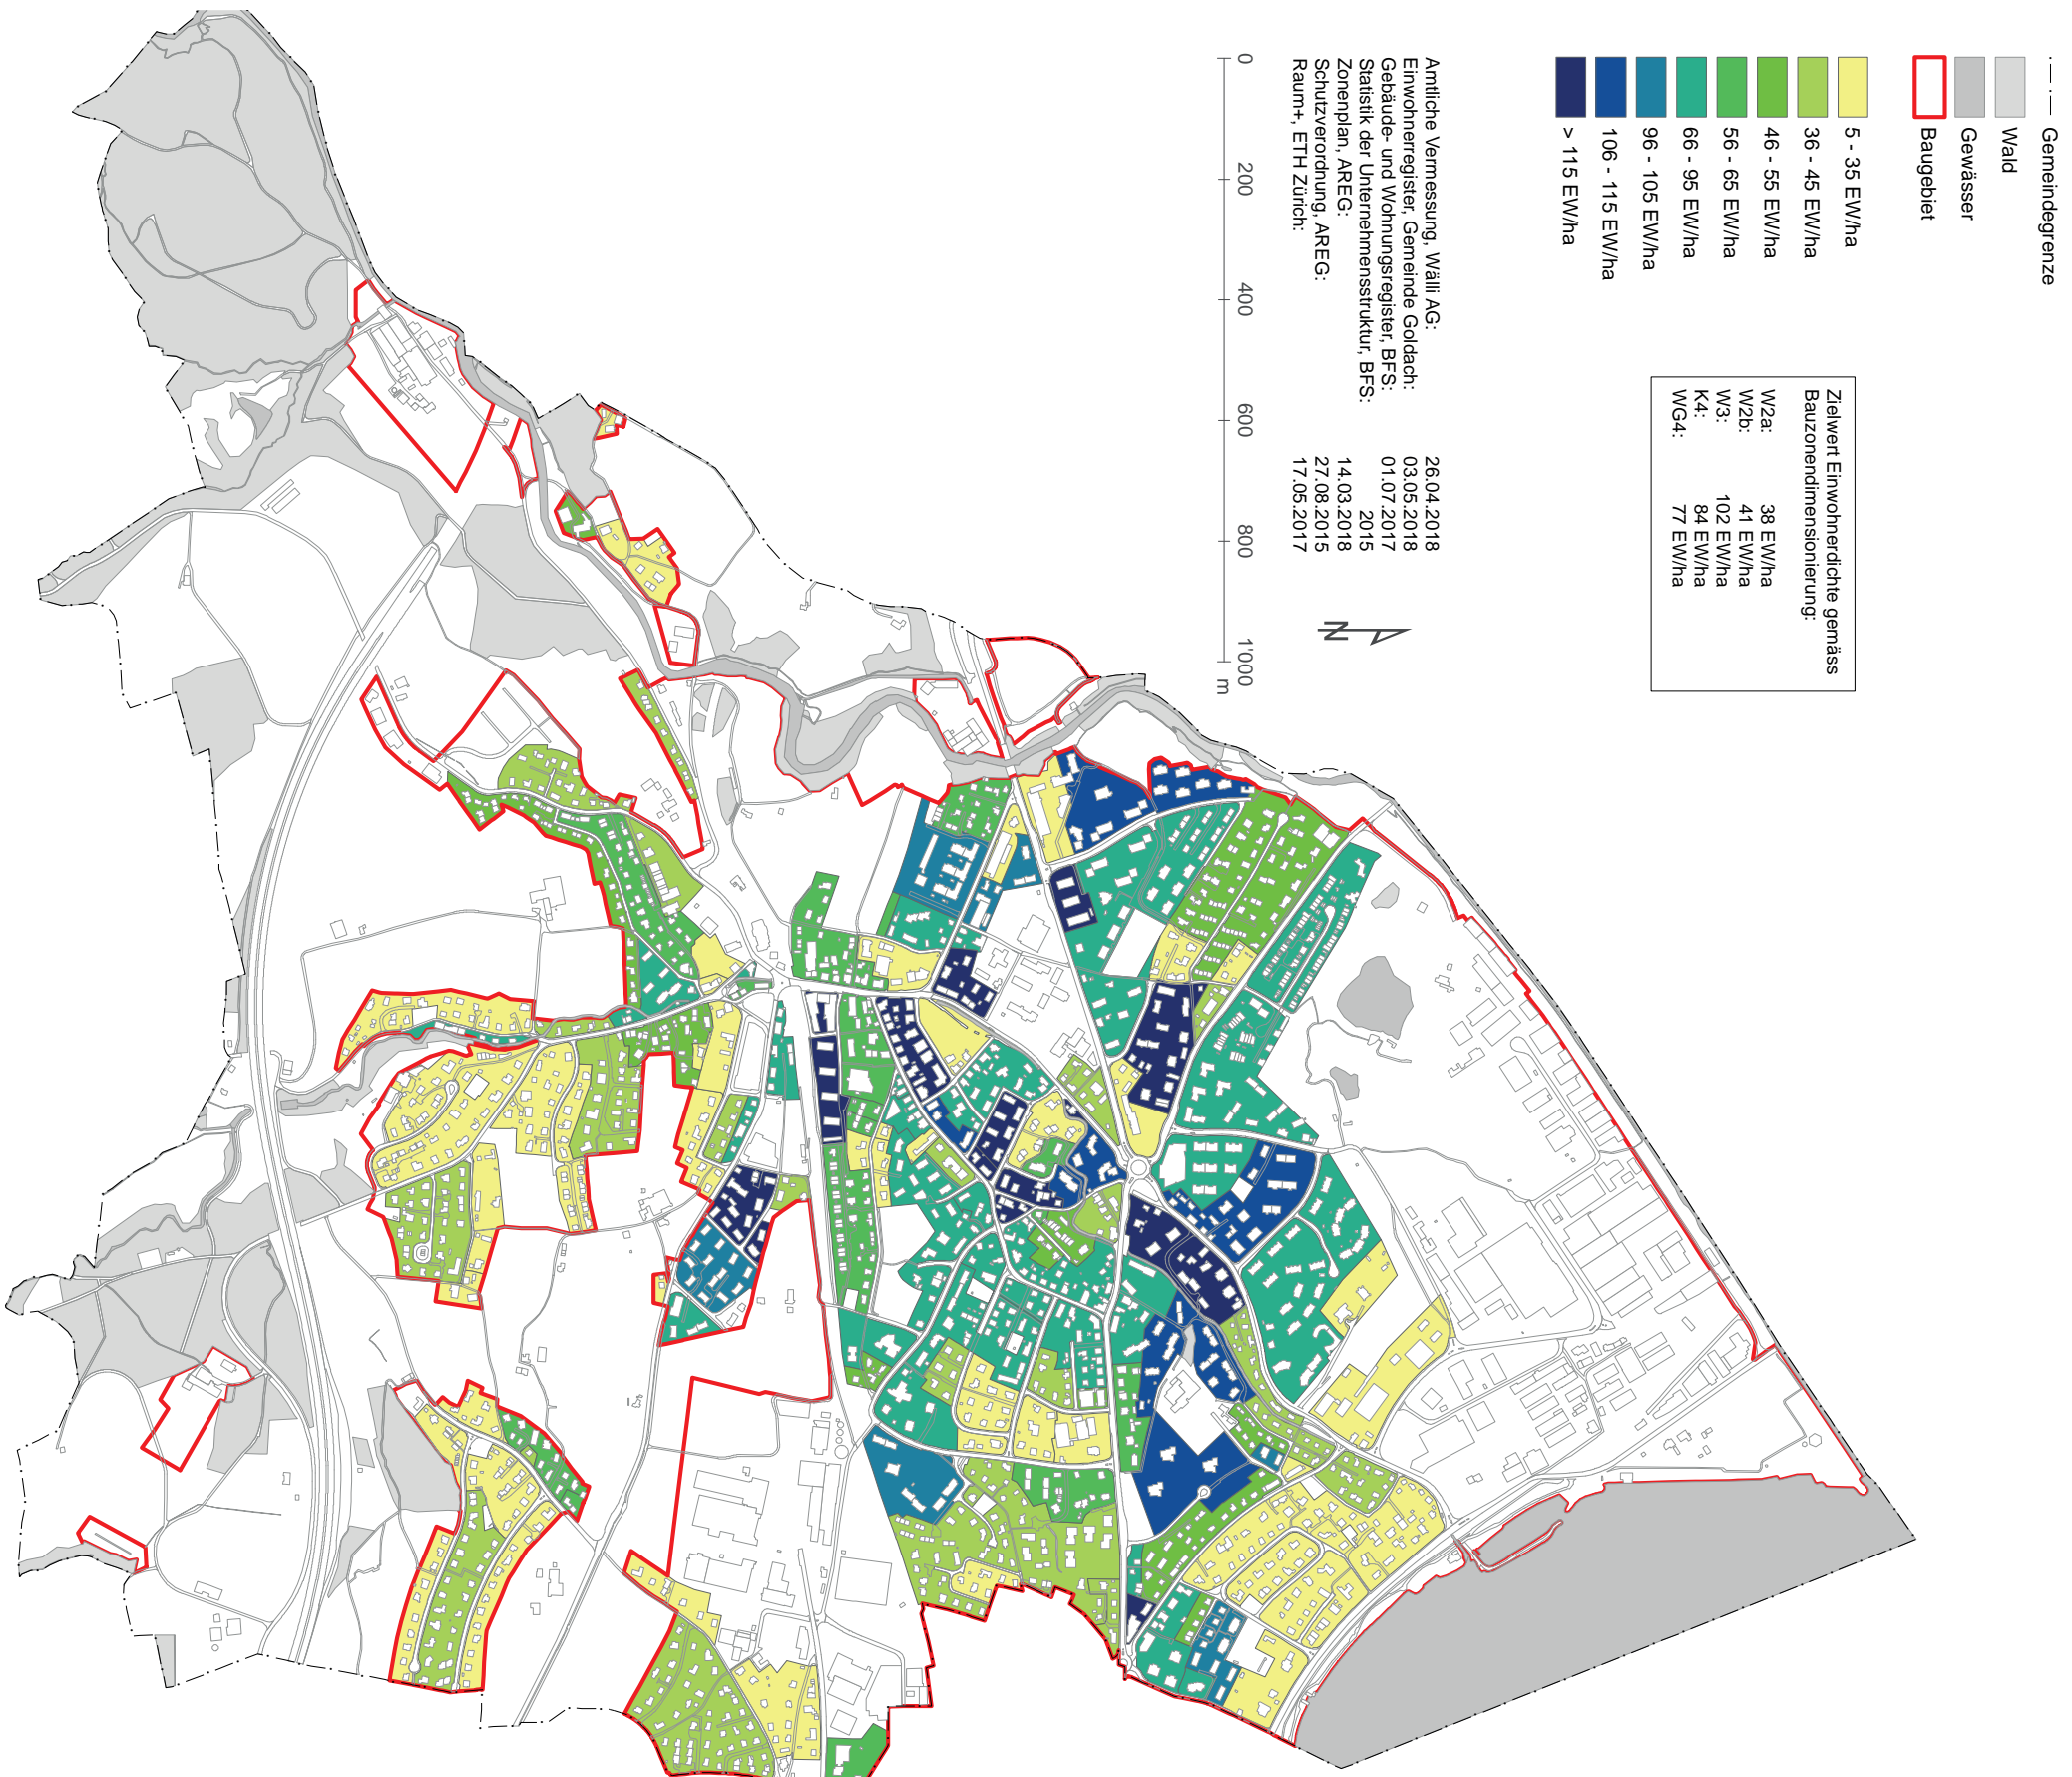 Gemeindegrenze
Wald
Gewässer
Baugebiet
5 - 35 EW/ha
36 - 45 EW/ha
46 - 55 EW/ha
56 - 65 EW/ha
66 - 95 EW/ha
96 - 105 EW/ha
106 - 115 EW/ha
> 115 EW/ha
Zielwert Einwohnerdichte gemäss
Bauzonendimensionierung:
W2a: 38 EW/ha
W2b: 41 EW/ha
W3: 102 EW/ha
K4: 84 EW/ha
WG4: 77 EW/ha
Amtliche Vermessung, Wälli AG: 26.04.2018
Einwohnerregister, Gemeinde Goldach: 03.05.2018
Gebäude- und Wohnungsregister, BFS: 01.07.2017
Statistik der Unternehmensstruktur, BFS: 2015
Zonenplan, AREG: 14.03.2018
Schutzverordnung, AREG: 27.08.2015
Raum+, ETH Zürich: 17.05.2017
N
0 200 400 600 800 1'000
m